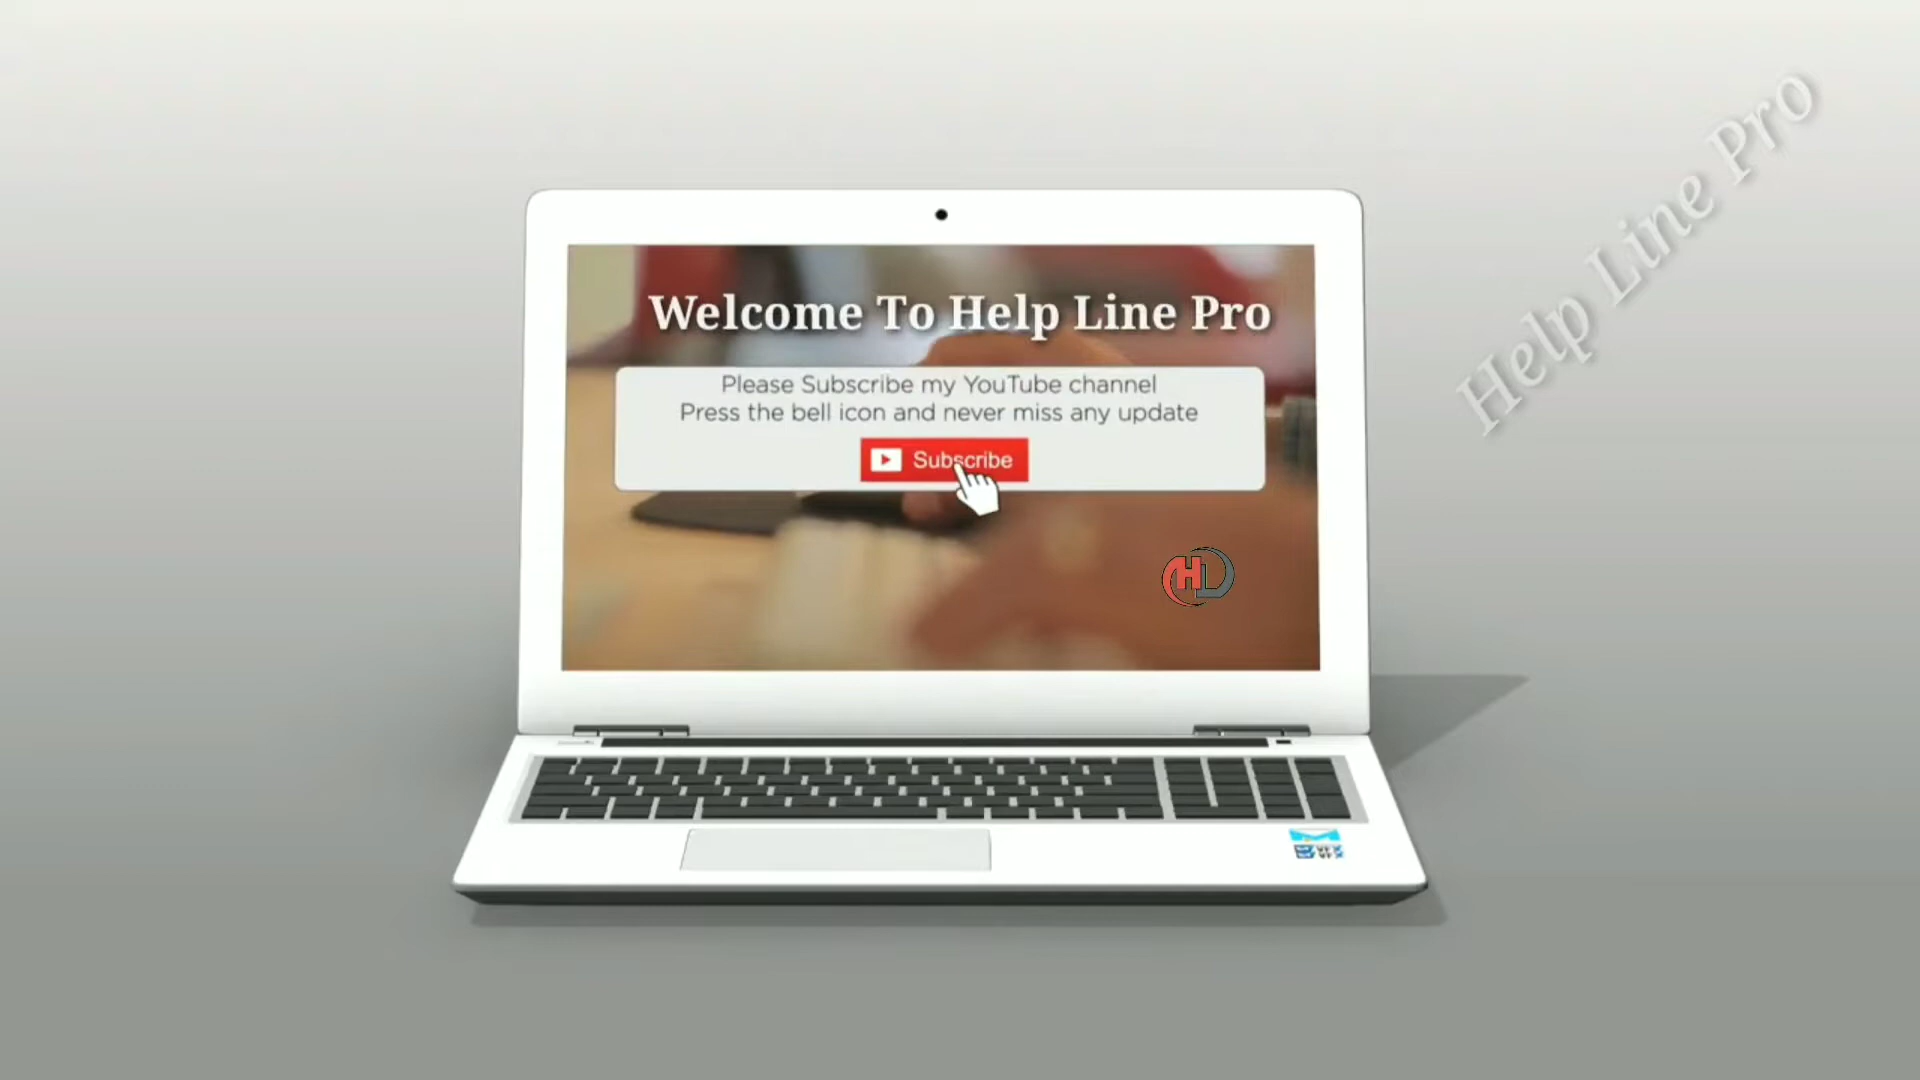 Welcome To Help Line Pro
Please Subscribe my YouTube channel
Press the bell icon and never miss any update
Subscribe
Help Line Pro